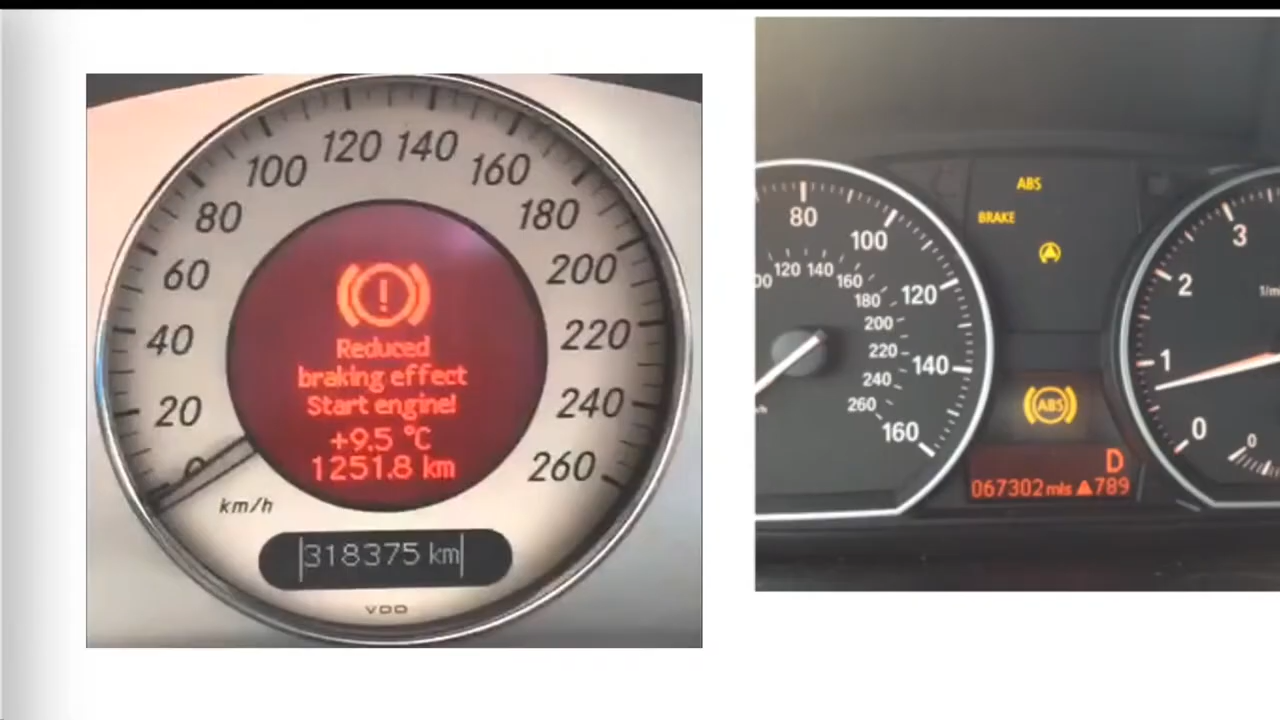 20
40
60
80
100
120
140
160
180
200
220
240
260
0
km/h
Reduced
braking effect
Start engine!
+9.5 °C
1251.8 km
318375 km
VDO
80
100
120
140
160
120
140
160
180
200
220
240
260
ABS
BRAKE
A
ABS
D
067302 mls ▲789
3
2
1
0
0